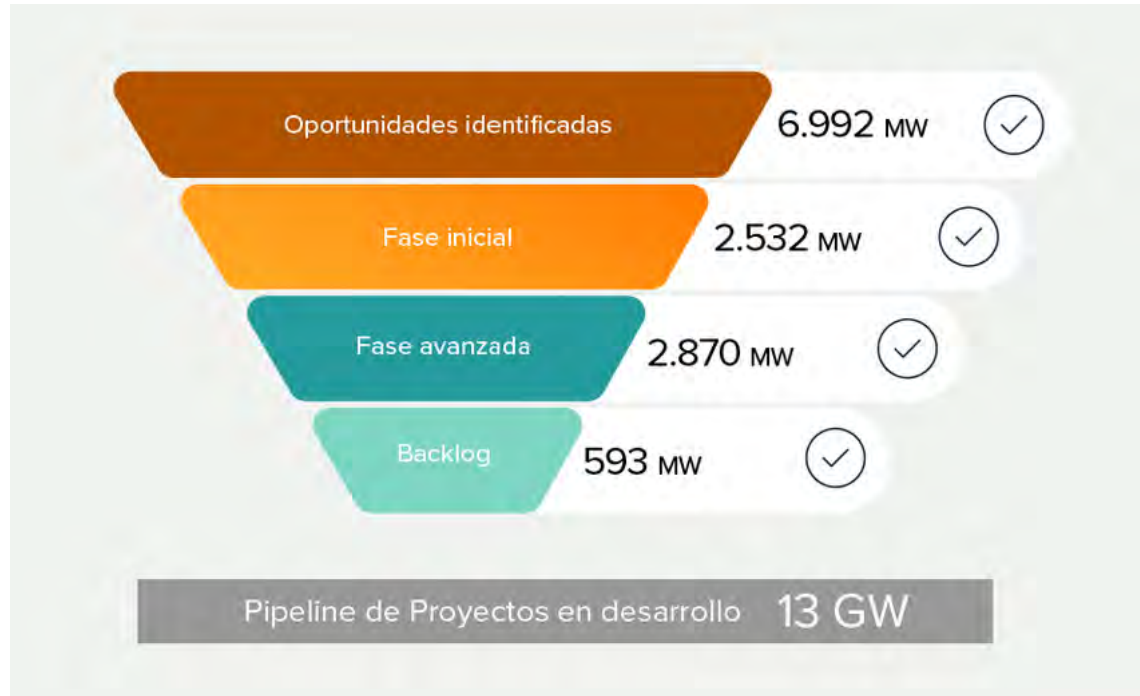 Oportunidades identificadas 6.992 MW
Fase inicial 2.532 MW
Fase avanzada 2.870 MW
Backlog 593 MW
Pipeline de Proyectos en desarrollo 13 GW